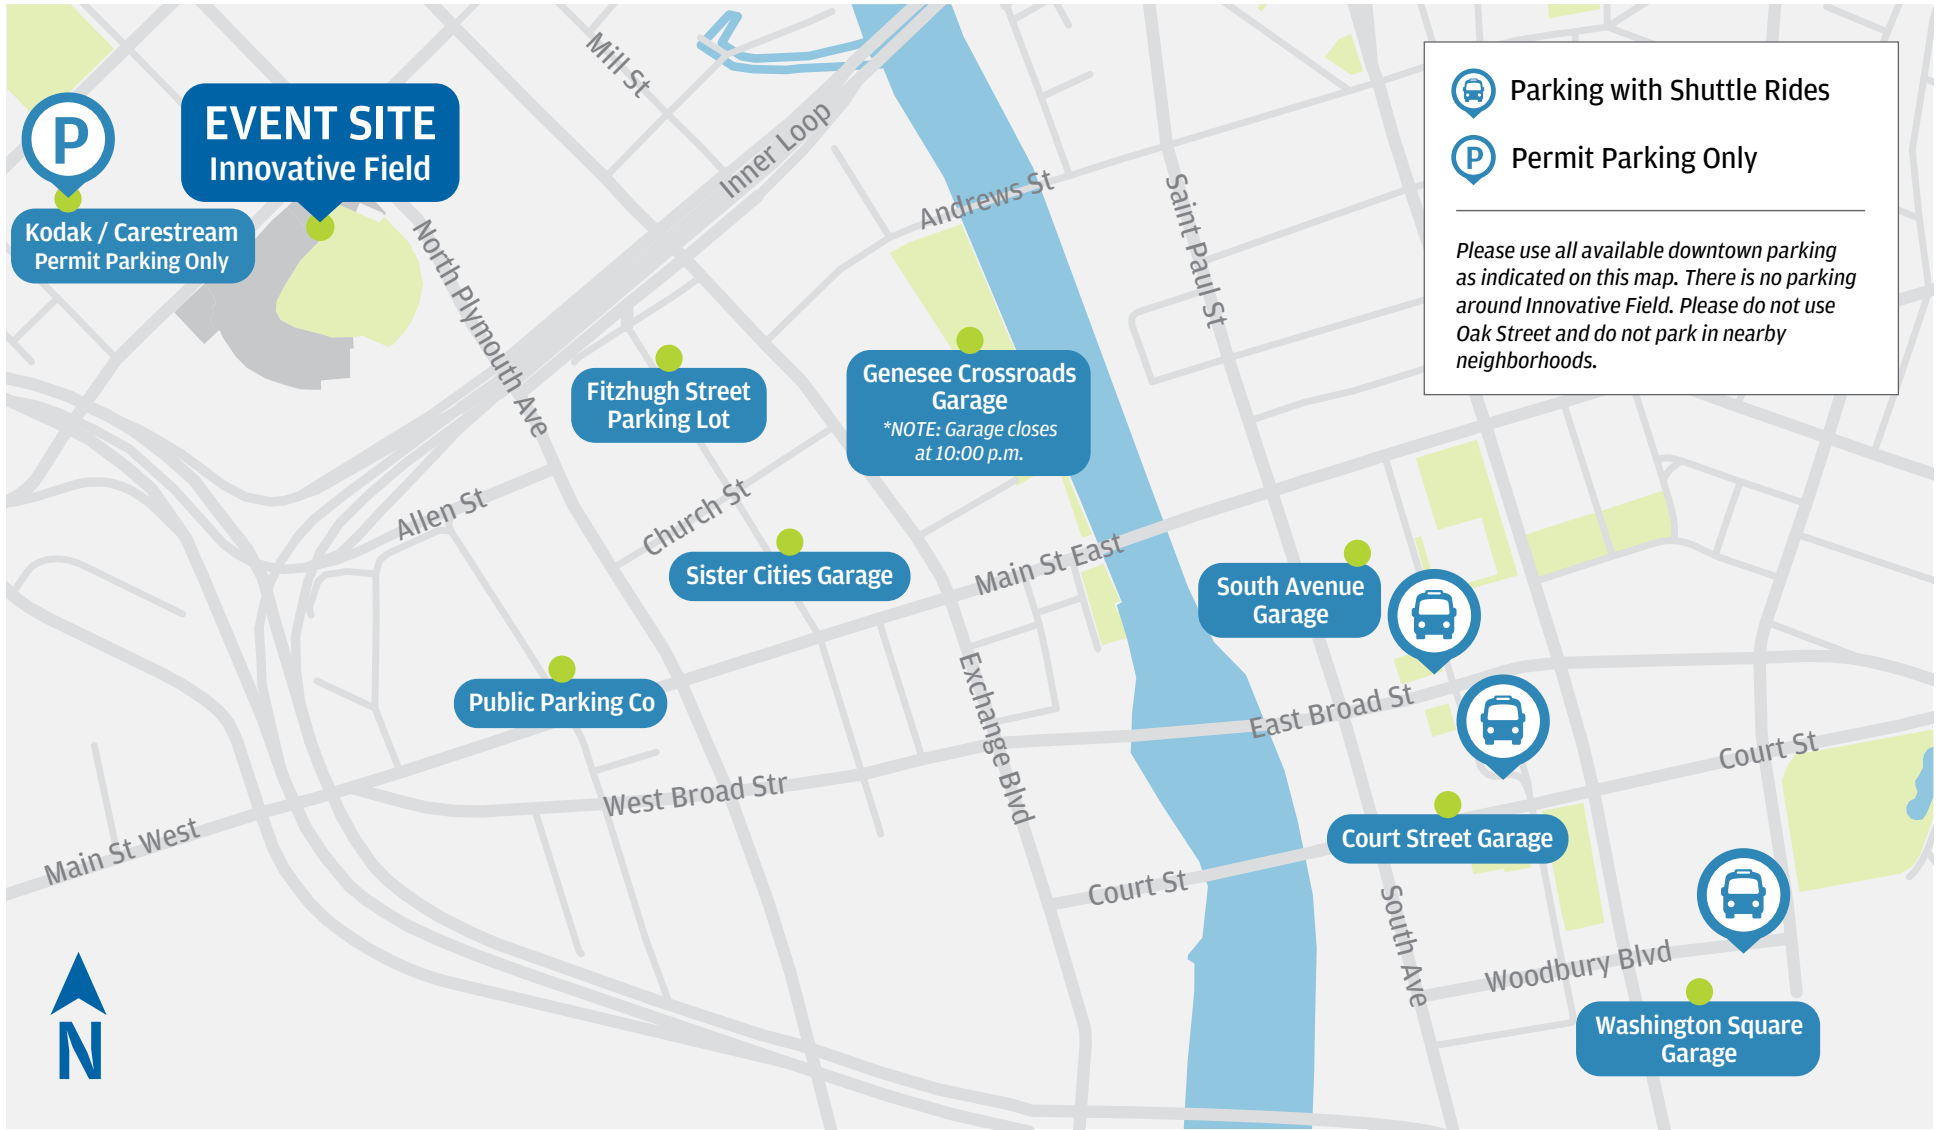 Mill St
Inner Loop
P
EVENT SITE
Innovative Field
Kodak / Carestream
Permit Parking Only
North Plymouth Ave
Andrews St
Saint Paul St
Parking with Shuttle Rides
P
Permit Parking Only
Please use all available downtown parking
as indicated on this map. There is no parking
around Innovative Field. Please do not use
Oak Street and do not park in nearby
neighborhoods.
Fitzhugh Street
Parking Lot
Genesee Crossroads
Garage
*NOTE: Garage closes
at 10:00 p.m.
Allen St
Church St
Sister Cities Garage
Main St East
South Avenue
Garage
Public Parking Co
Exchange Blvd
East Broad St
West Broad Str
Court St
Main St West
Court Street Garage
Court St
South Ave
Woodbury Blvd
Washington Square
Garage
N